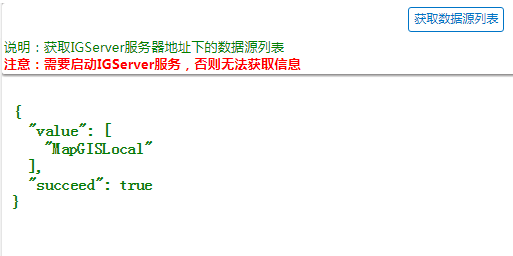 获取数据源列表
说明：获取IGServer服务器地址下的数据源列表
注意：需要启动IGServer服务，否则无法获取信息
{
"value": [
"MapGISLocal"
],
"succeed": true
}